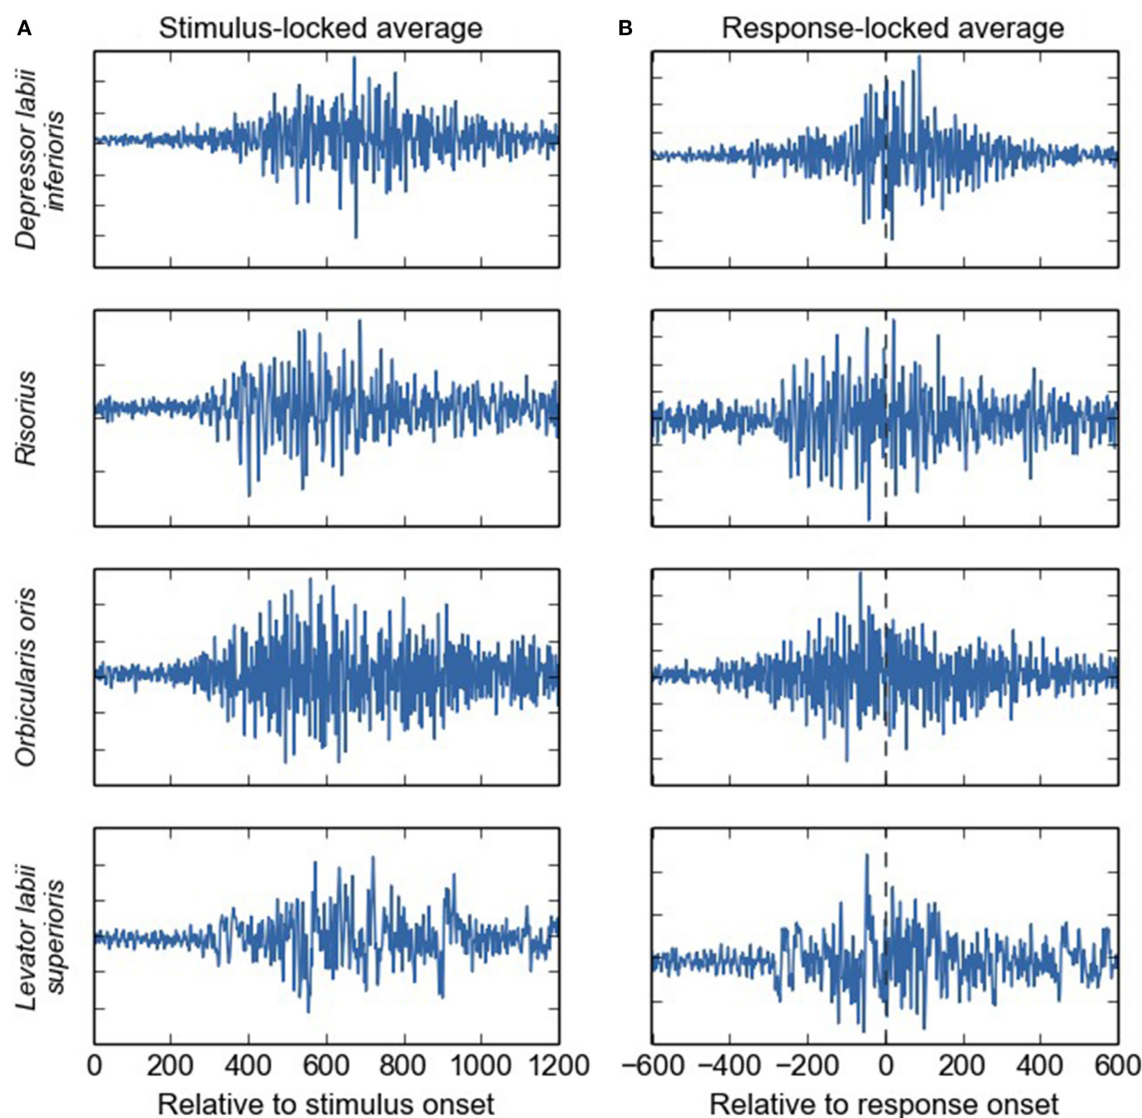 A
Stimulus-locked average
B
Response-locked average
Depressor labii
inferioris
Risorius
Orbicularis oris
Levator labii
superioris
0 200 400 600 800 1000 1200
−600 −400 −200 0 200 400 600
Relative to stimulus onset
Relative to response onset